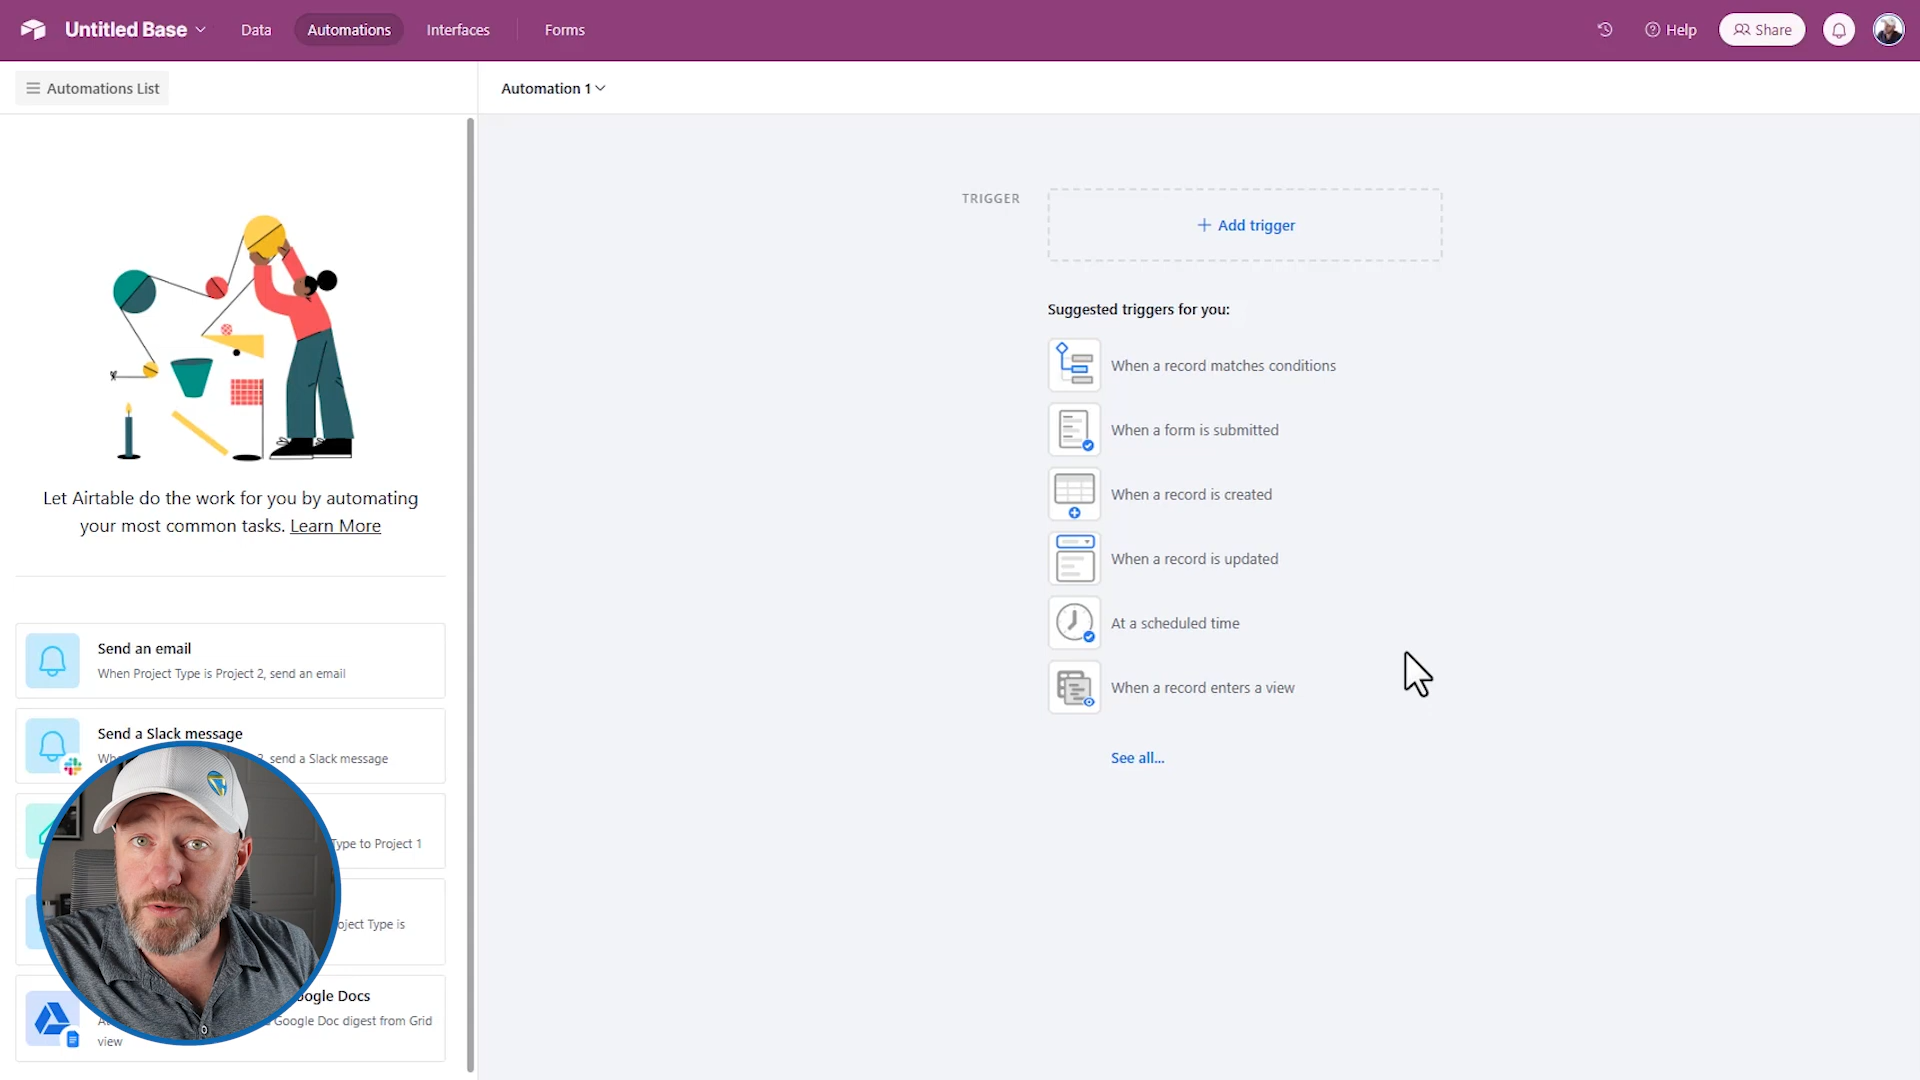 Untitled Base
Data
Automations
Interfaces
Forms
Help
Share
Automations List
Automation 1
TRIGGER
+ Add trigger
Suggested triggers for you:
When a record matches conditions
When a form is submitted
When a record is created
When a record is updated
At a scheduled time
When a record enters a view
See all...
Let Airtable do the work for you by automating
your most common tasks. Learn More
Send an email
When Project Type is Project 2, send an email
Send a Slack message
send a Slack message
Type to Project 1
Type is
Docs
Google Doc digest from Grid
view